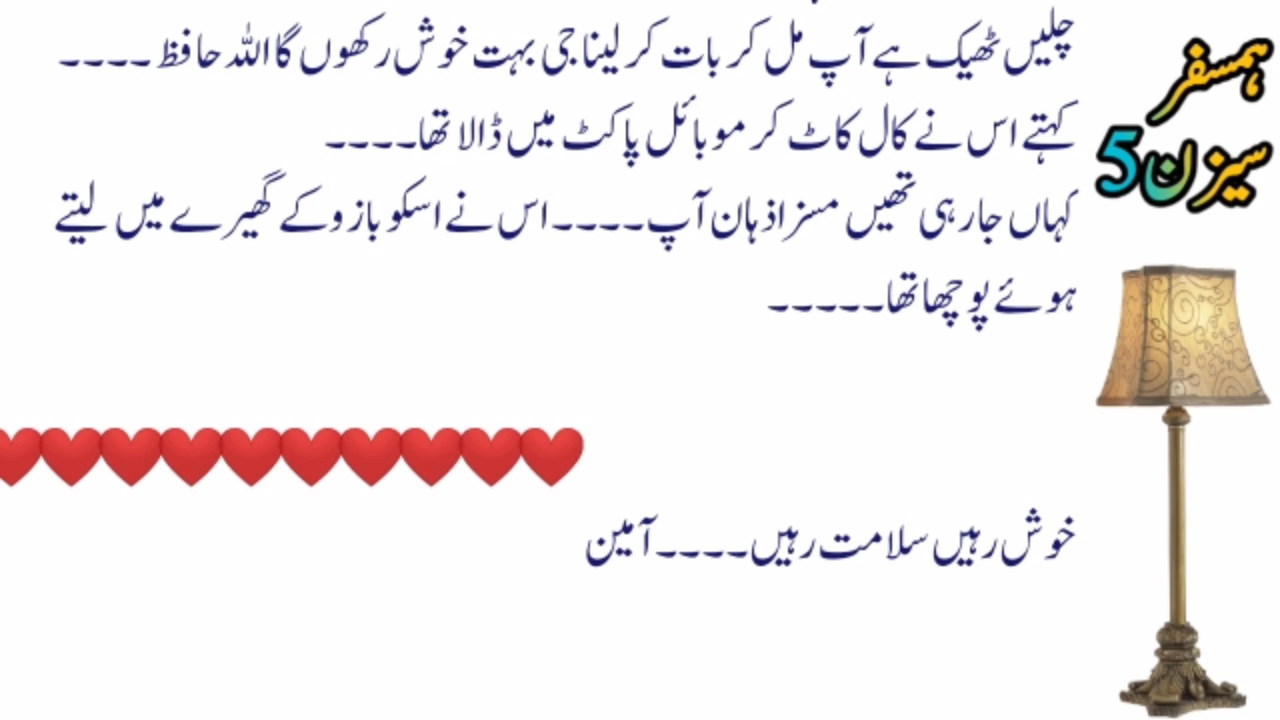 چلیں ٹھیک ہے آپ مل کر بات کر لینا جی بہت خوش رکھوں گا اللہ حافظ ۔۔۔۔
کہتے اس نے کال کاٹ کر موبائل پاکٹ میں ڈالا تھا۔۔۔۔
کہاں جا رہی تھیں مسز اذہان آپ۔۔۔۔اس نے اسکو بازو کے گھیرے میں لیتے
ہوئے پوچھا تھا۔۔۔۔۔
خوش رہیں سلامت رہیں۔۔۔۔آمین
ہمسفر
سیزن5